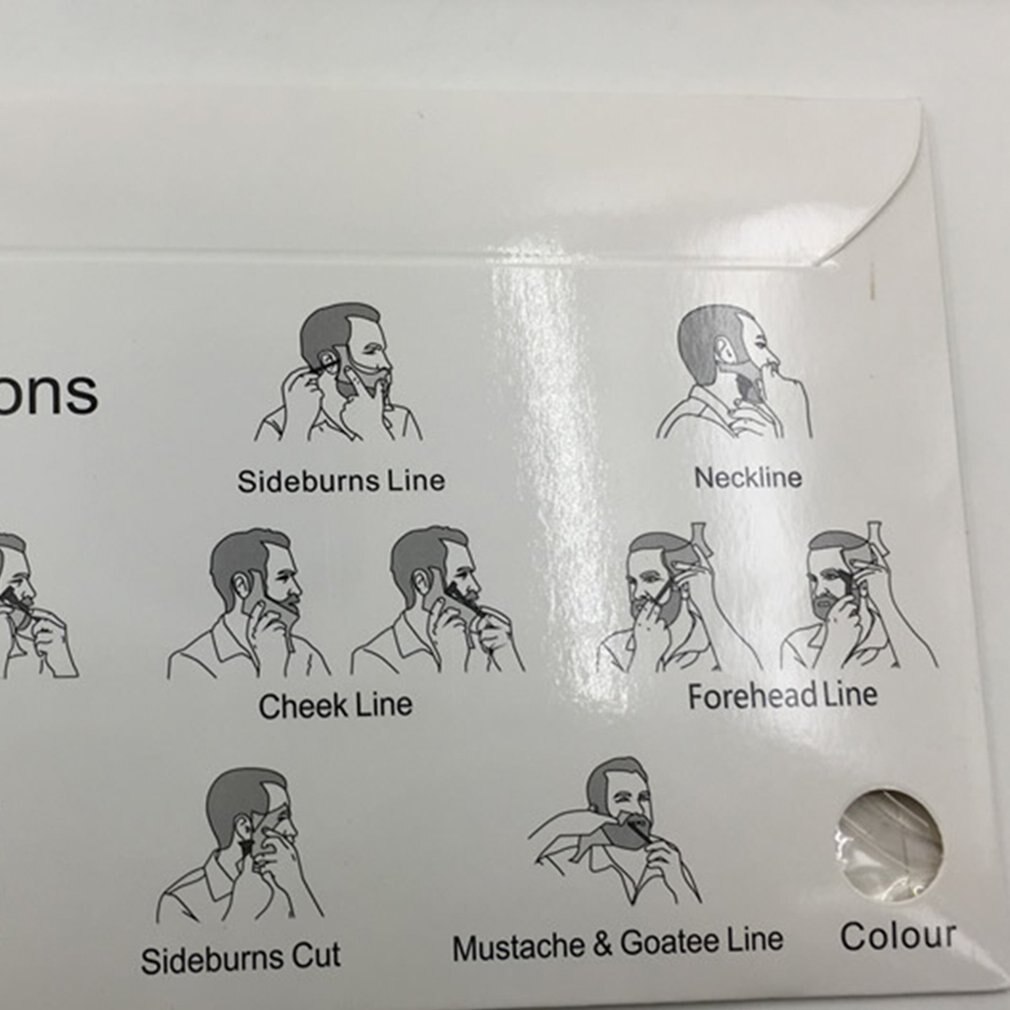 ons
Sideburns Line
Neckline
Cheek Line
Forehead Line
Sideburns Cut
Mustache & Goatee Line
Colour